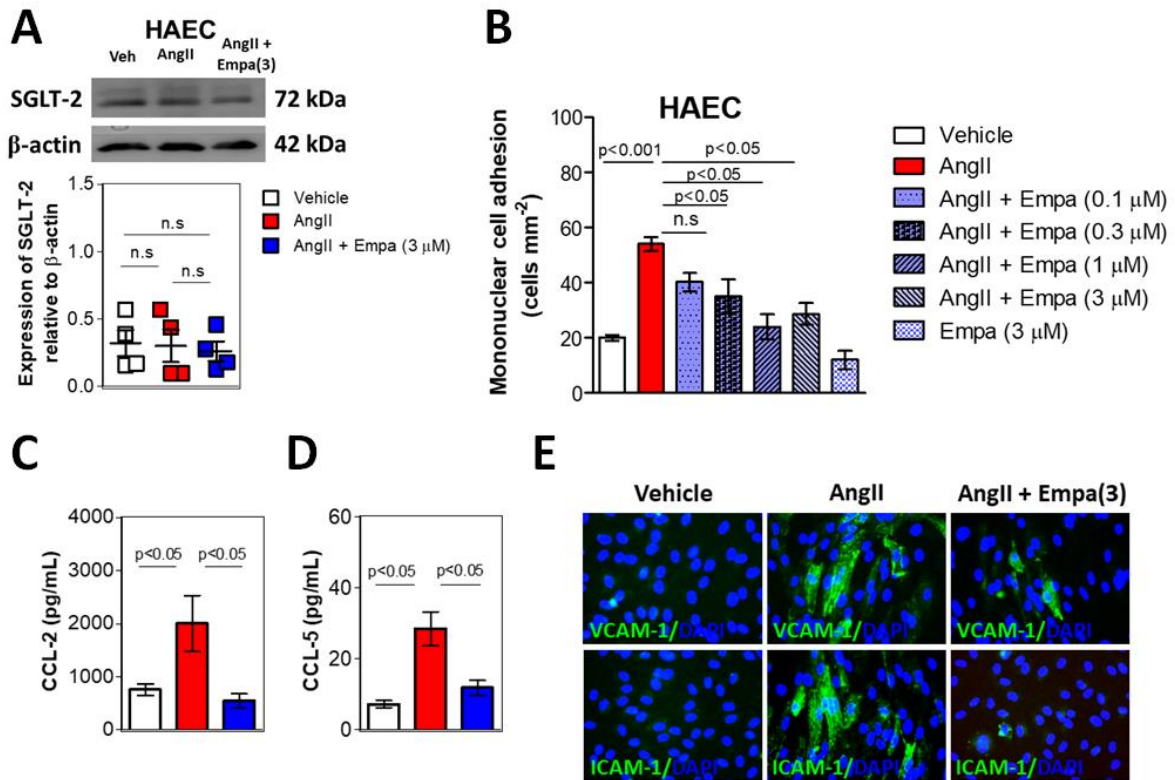 A
HAEC
Veh
AngII
AngII +
Empa(3)
SGLT-2
72 kDa
β-actin
42 kDa
Expression of SGLT-2
relative to β-actin
1.5
1.0
0.5
0.0
n.s
n.s
n.s
Vehicle
AngII
AngII + Empa (3 μM)
B
HAEC
Mononuclear cell adhesion
(cells mm-2)
100
80
60
40
20
0
p<0.001
p<0.05
p<0.05
p<0.05
n.s
Vehicle
AngII
AngII + Empa (0.1 μM)
AngII + Empa (0.3 μM)
AngII + Empa (1 μM)
AngII + Empa (3 μM)
Empa (3 μM)
C
CCL-2 (pg/mL)
4000
3000
2000
1000
0
p<0.05
p<0.05
D
CCL-5 (pg/mL)
60
40
20
0
p<0.05
p<0.05
E
Vehicle
AngII
AngII + Empa(3)
VCAM-1/DAPI
VCAM-1/DAPI
VCAM-1/DAPI
ICAM-1/DAPI
ICAM-1/DAPI
ICAM-1/DAPI